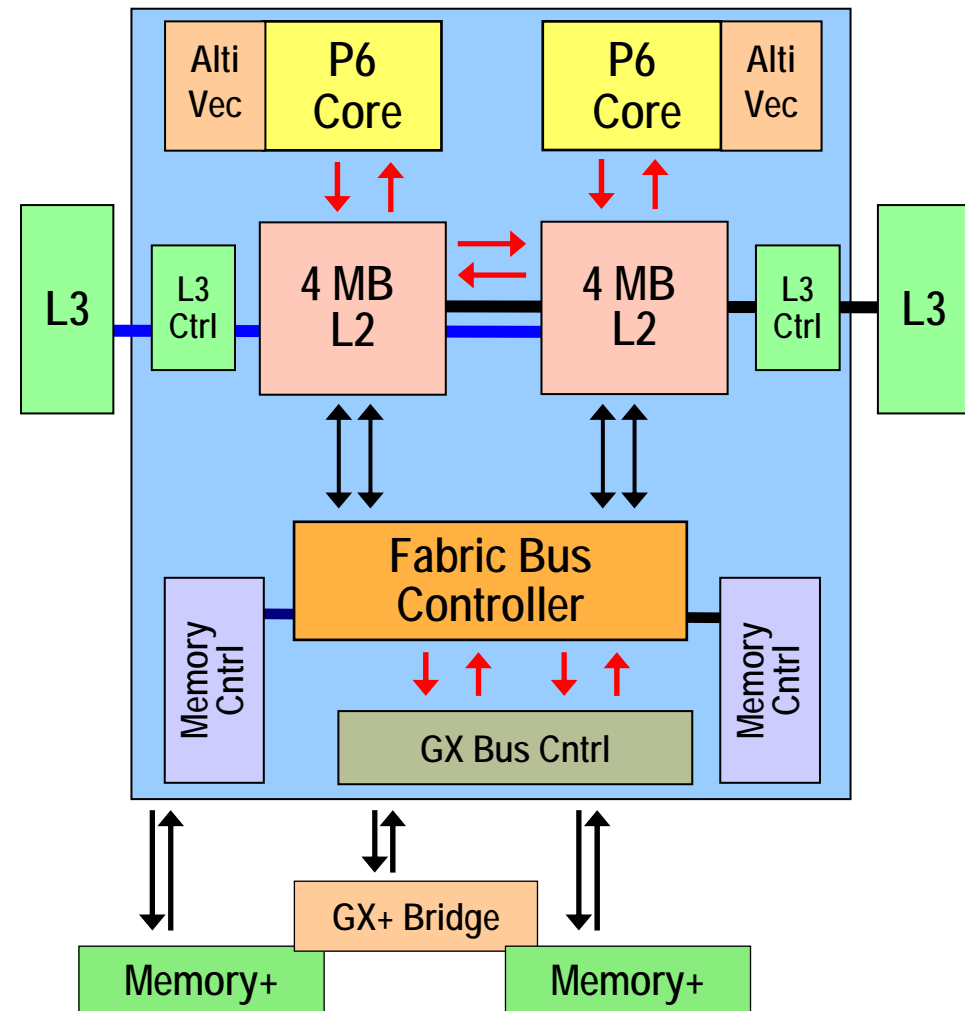 Alti
Vec
P6
Core
P6
Core
Alti
Vec
L3
L3
Ctrl
4 MB
L2
4 MB
L2
L3
Ctrl
L3
Fabric Bus
Controller
Memory
Cntrl
Memory
Cntrl
GX Bus Cntrl
GX+ Bridge
Memory+
Memory+